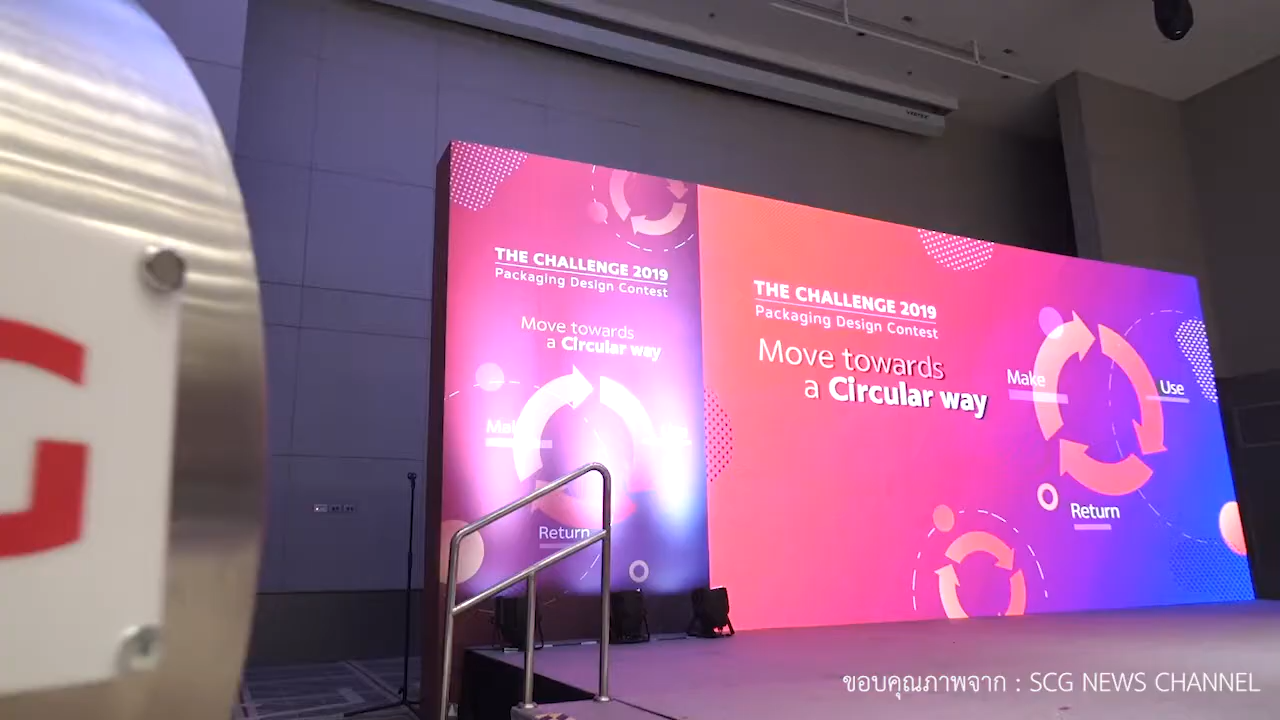 THE CHALLENGE 2019
Packaging Design Contest
Move towards
a Circular way
Return
THE CHALLENGE 2019
Packaging Design Contest
Move towards
a Circular way
Make
Use
Return
G
ขอบคุณภาพจาก : SCG NEWS CHANNEL